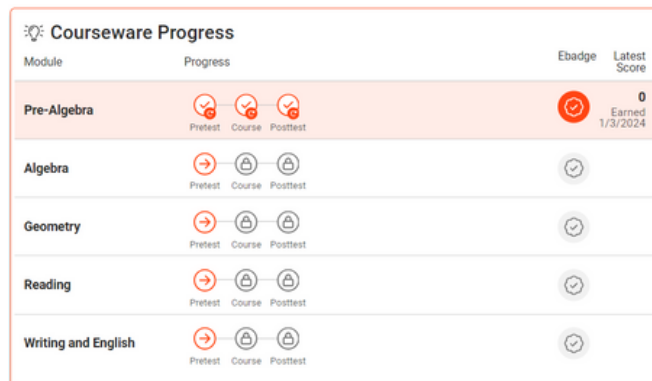 Courseware Progress
Module Progress Ebadge Latest Score
Pre-Algebra 0
Earned
1/3/2024
Pretest Course Posttest
Algebra
Pretest Course Posttest
Geometry
Pretest Course Posttest
Reading
Pretest Course Posttest
Writing and English
Pretest Course Posttest